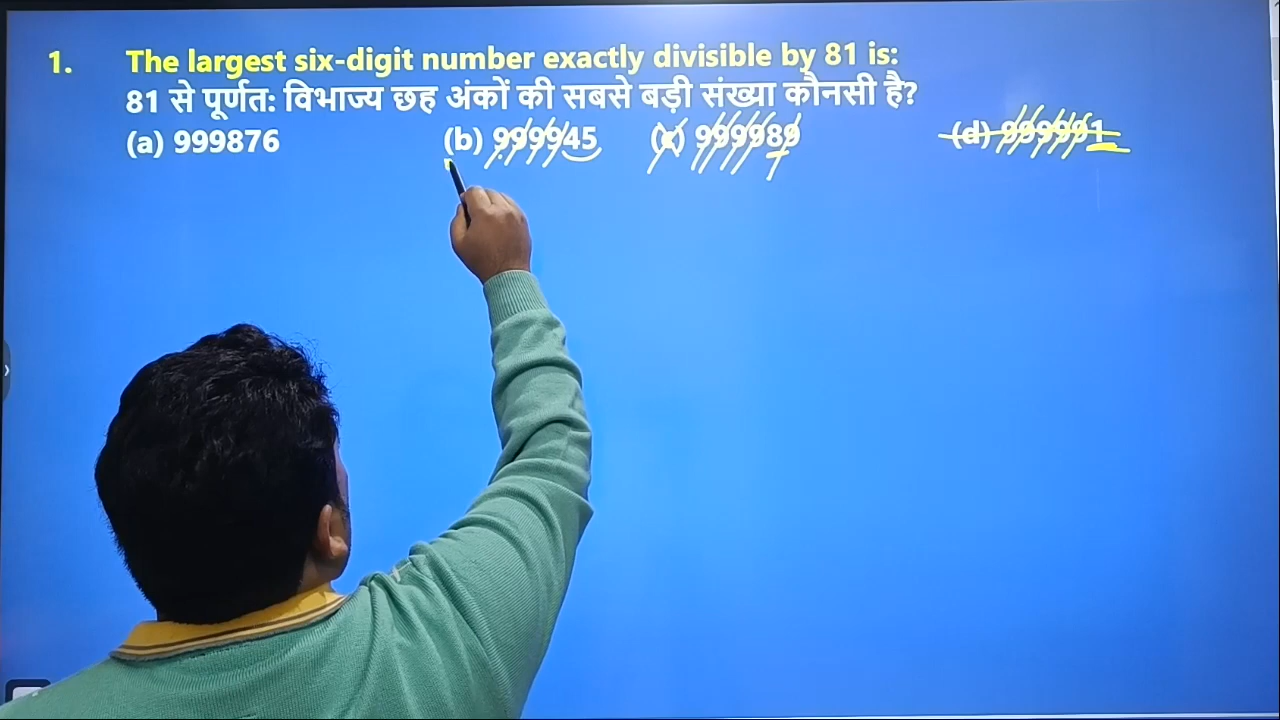 1. The largest six-digit number exactly divisible by 81 is:
81 से पूर्णत: विभाज्य छह अंकों की सबसे बड़ी संख्या कौनसी है?
(a) 999876 (b) 999945 (c) 999989 (d) 999991